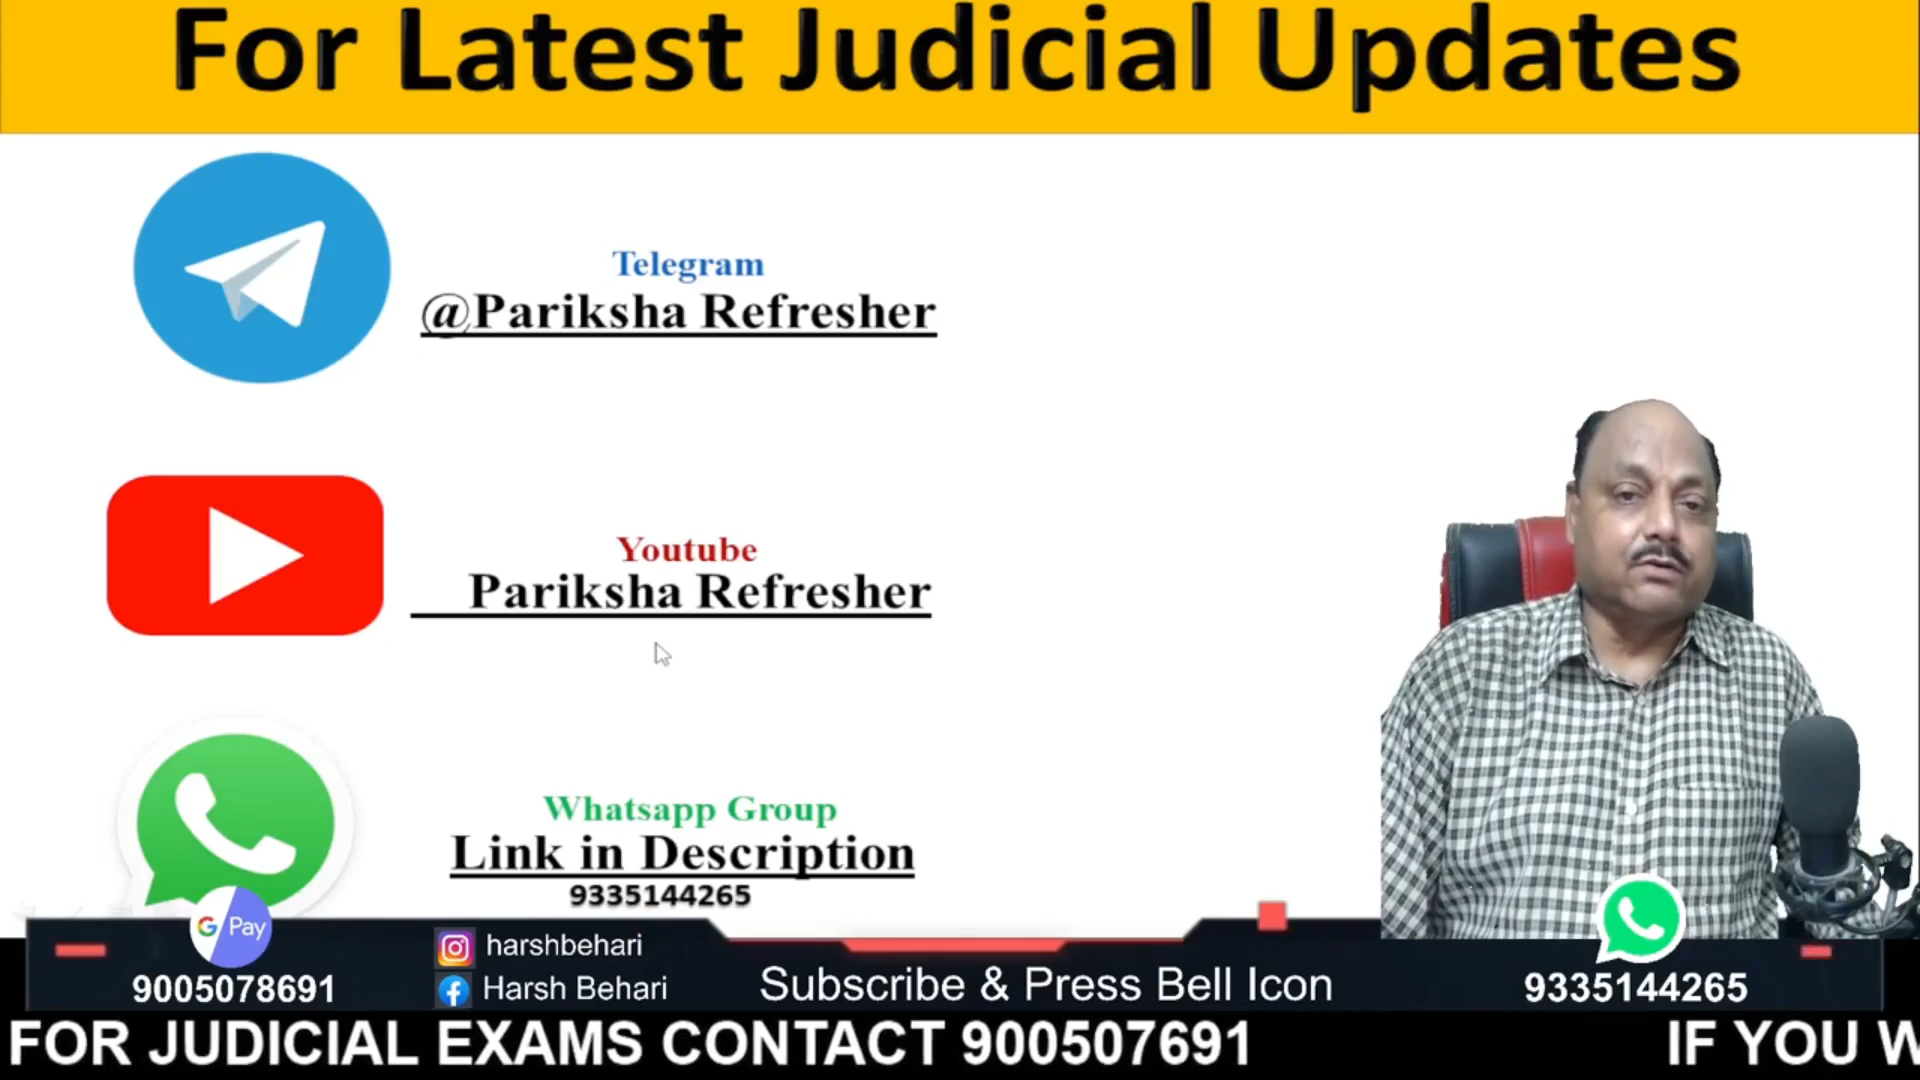 For Latest Judicial Updates
Telegram
@Pariksha Refresher
Youtube
Pariksha Refresher
Whatsapp Group
Link in Description
9335144265
G Pay
9005078691
harshbehari
Harsh Behari
Subscribe & Press Bell Icon
9335144265
FOR JUDICIAL EXAMS CONTACT 900507691 IF YOU W